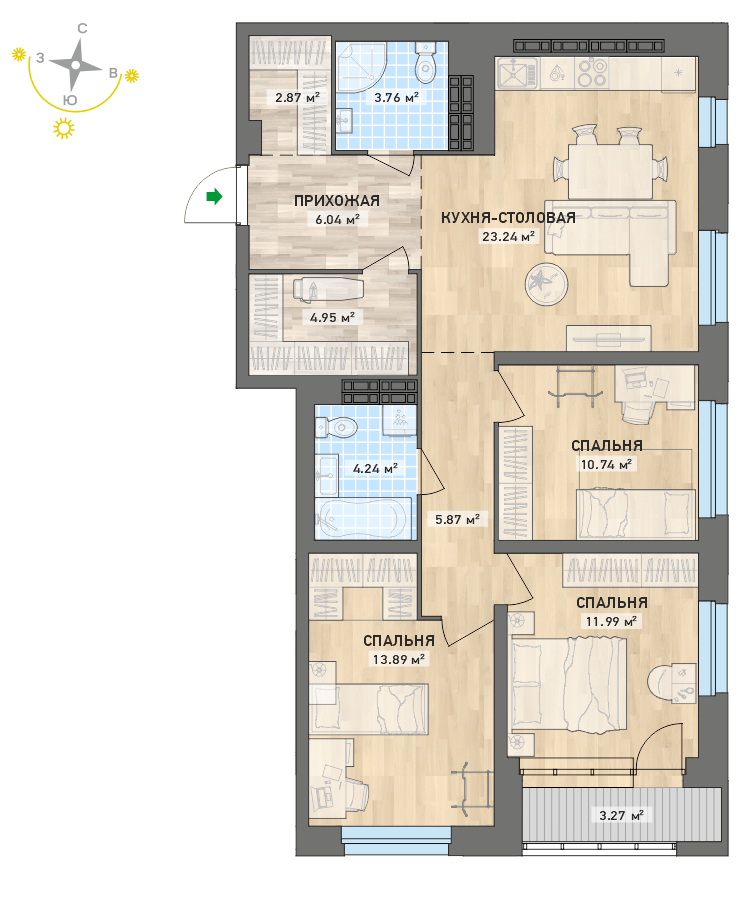 С
З
В
Ю
2.87 м²
3.76 м²
ПРИХОЖАЯ
6.04 м²
КУХНЯ-СТОЛОВАЯ
23.24 м²
4.95 м²
СПАЛЬНЯ
10.74 м²
4.24 м²
5.87 м²
СПАЛЬНЯ
11.99 м²
СПАЛЬНЯ
13.89 м²
3.27 м²